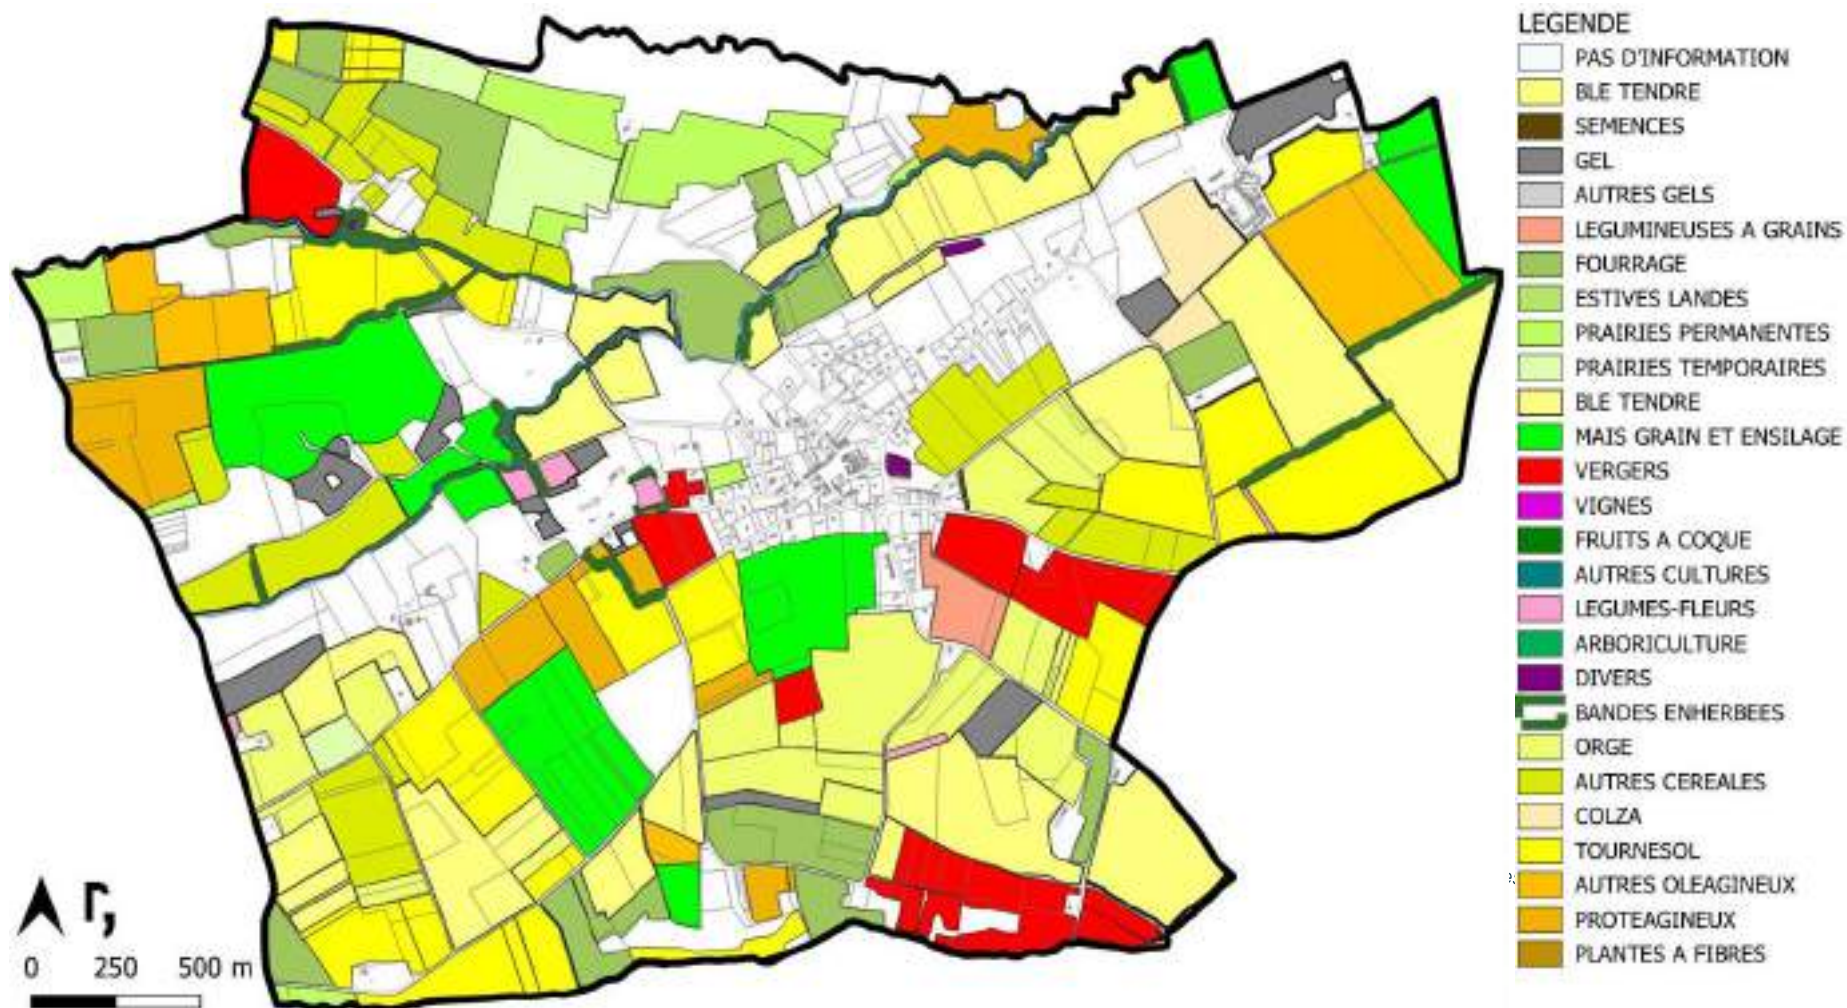 LEGENDE
PAS D'INFORMATION
BLE TENDRE
SEMENCES
GEL
AUTRES GELS
LEGUMINEUSES A GRAINS
FOURRAGE
ESTIVES LANDES
PRAIRIES PERMANENTES
PRAIRIES TEMPORAIRES
BLE TENDRE
MAIS GRAIN ET ENSILAGE
VERGERS
VIGNES
FRUITS A COQUE
AUTRES CULTURES
LEGUMES-FLEURS
ARBORICULTURE
DIVERS
BANDES ENHERBEES
ORGE
AUTRES CEREALES
COLZA
TOURNESOL
AUTRES OLEAGINEUX
PROTEAGINEUX
PLANTES A FIBRES
r,
0 250 500 m